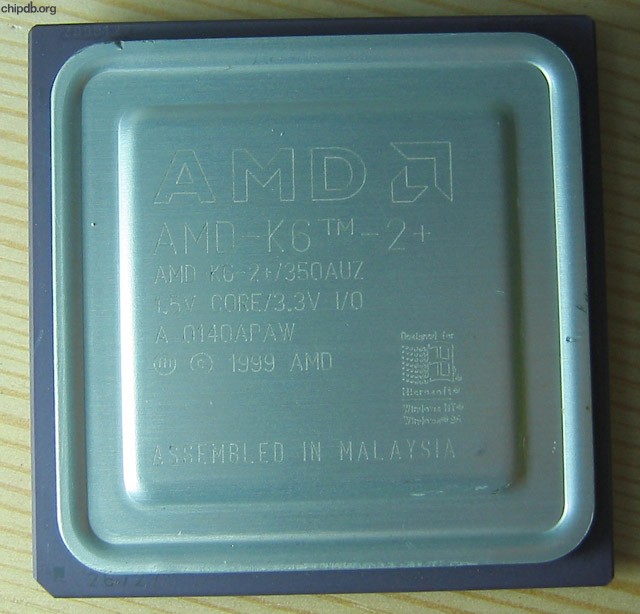 chipdb.org
AMD
AMD-K6™-2+
AMD K6-2+/350AUZ
1.5V CORE/3.3V I/O
A 0140APAW
ⓜ © 1999 AMD
Designed for
Microsoft®
Windows NT®
Windows® 95
ASSEMBLED IN MALAYSIA